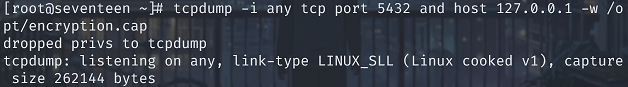 [root@seventeen ~]# tcpdump -i any tcp port 5432 and host 127.0.0.1 -w /o
pt/encryption.cap
dropped privs to tcpdump
tcpdump: listening on any, link-type LINUX_SLL (Linux cooked v1), capture
 size 262144 bytes